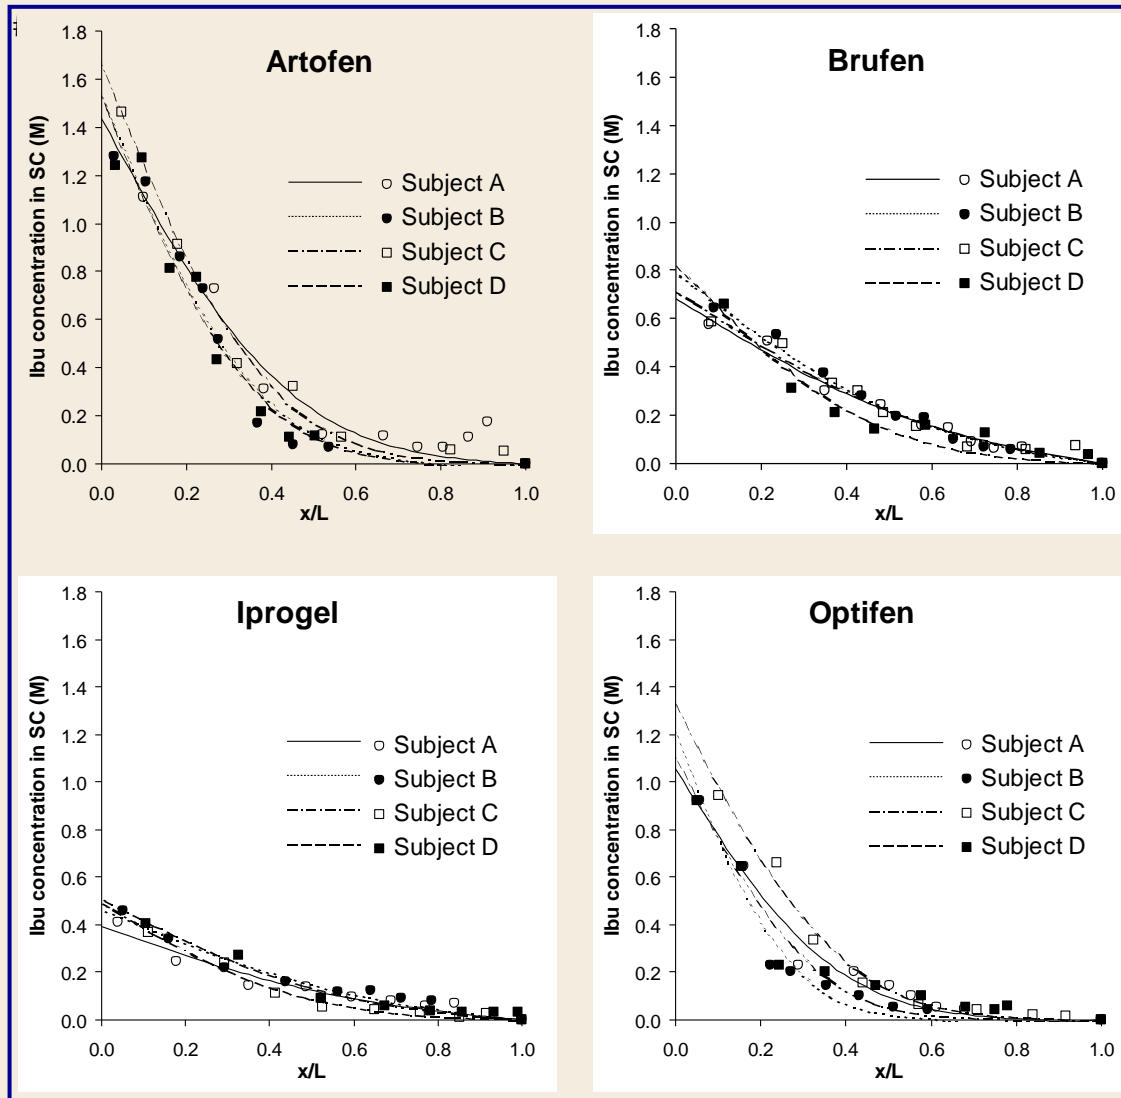 Artofen
Ibu concentration in SC (M)
1.8
1.6
1.4
1.2
1.0
0.8
0.6
0.4
0.2
0.0
Subject A
Subject B
Subject C
Subject D
0.0 0.2 0.4 0.6 0.8 1.0
x/L
Brufen
Ibu concentration in SC (M)
1.8
1.6
1.4
1.2
1.0
0.8
0.6
0.4
0.2
0.0
Subject A
Subject B
Subject C
Subject D
0.0 0.2 0.4 0.6 0.8 1.0
x/L
Iprogel
Ibu concentration in SC (M)
1.8
1.6
1.4
1.2
1.0
0.8
0.6
0.4
0.2
0.0
Subject A
Subject B
Subject C
Subject D
0.0 0.2 0.4 0.6 0.8 1.0
x/L
Optifen
Ibu concentration in SC (M)
1.8
1.6
1.4
1.2
1.0
0.8
0.6
0.4
0.2
0.0
Subject A
Subject B
Subject C
Subject D
0.0 0.2 0.4 0.6 0.8 1.0
x/L